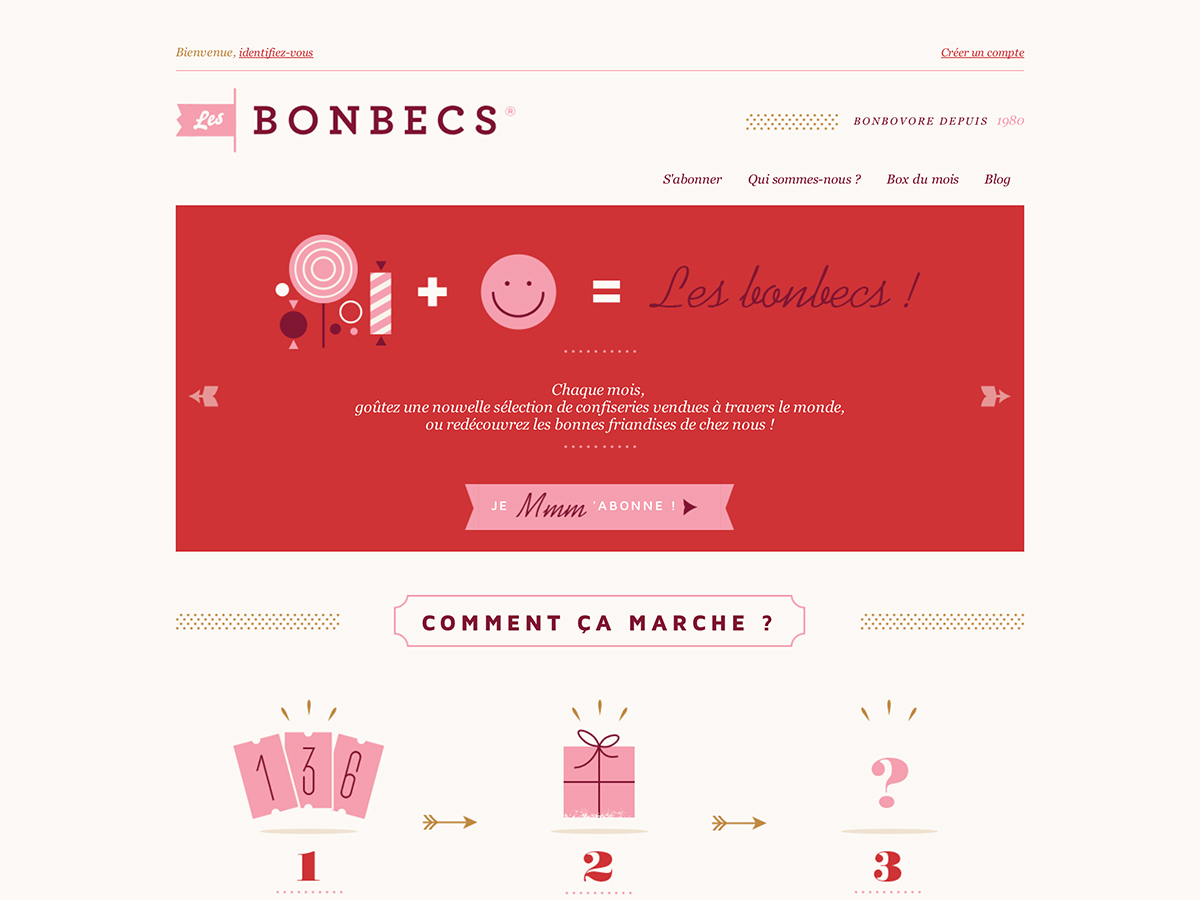 Bienvenue, identifiez-vous
Créer un compte
Les BONBECS®
BONBOVORE DEPUIS 1980
S'abonner Qui sommes-nous ? Box du mois Blog
+ = Les bonbecs !
Chaque mois,
goûtez une nouvelle sélection de confiseries vendues à travers le monde,
ou redécouvrez les bonnes friandises de chez nous !
JE Mmm 'ABONNE !
COMMENT ÇA MARCHE ?
1 3 6
?
1 2 3